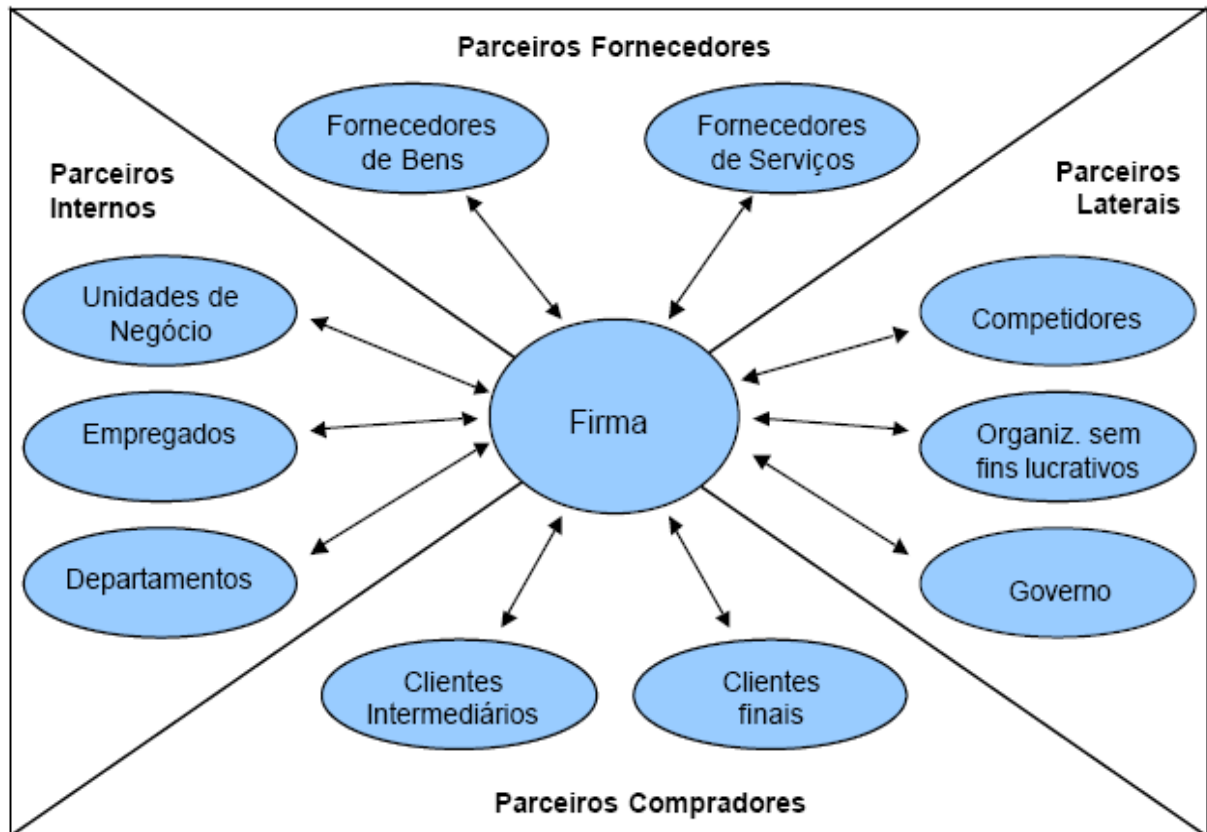 Parceiros Fornecedores
Fornecedores
de Bens
Fornecedores
de Serviços
Parceiros
Internos
Parceiros
Laterais
Unidades de
Negócio
Competidores
Empregados
Firma
Organiz. sem
fins lucrativos
Departamentos
Governo
Clientes
Intermediários
Clientes
finais
Parceiros Compradores